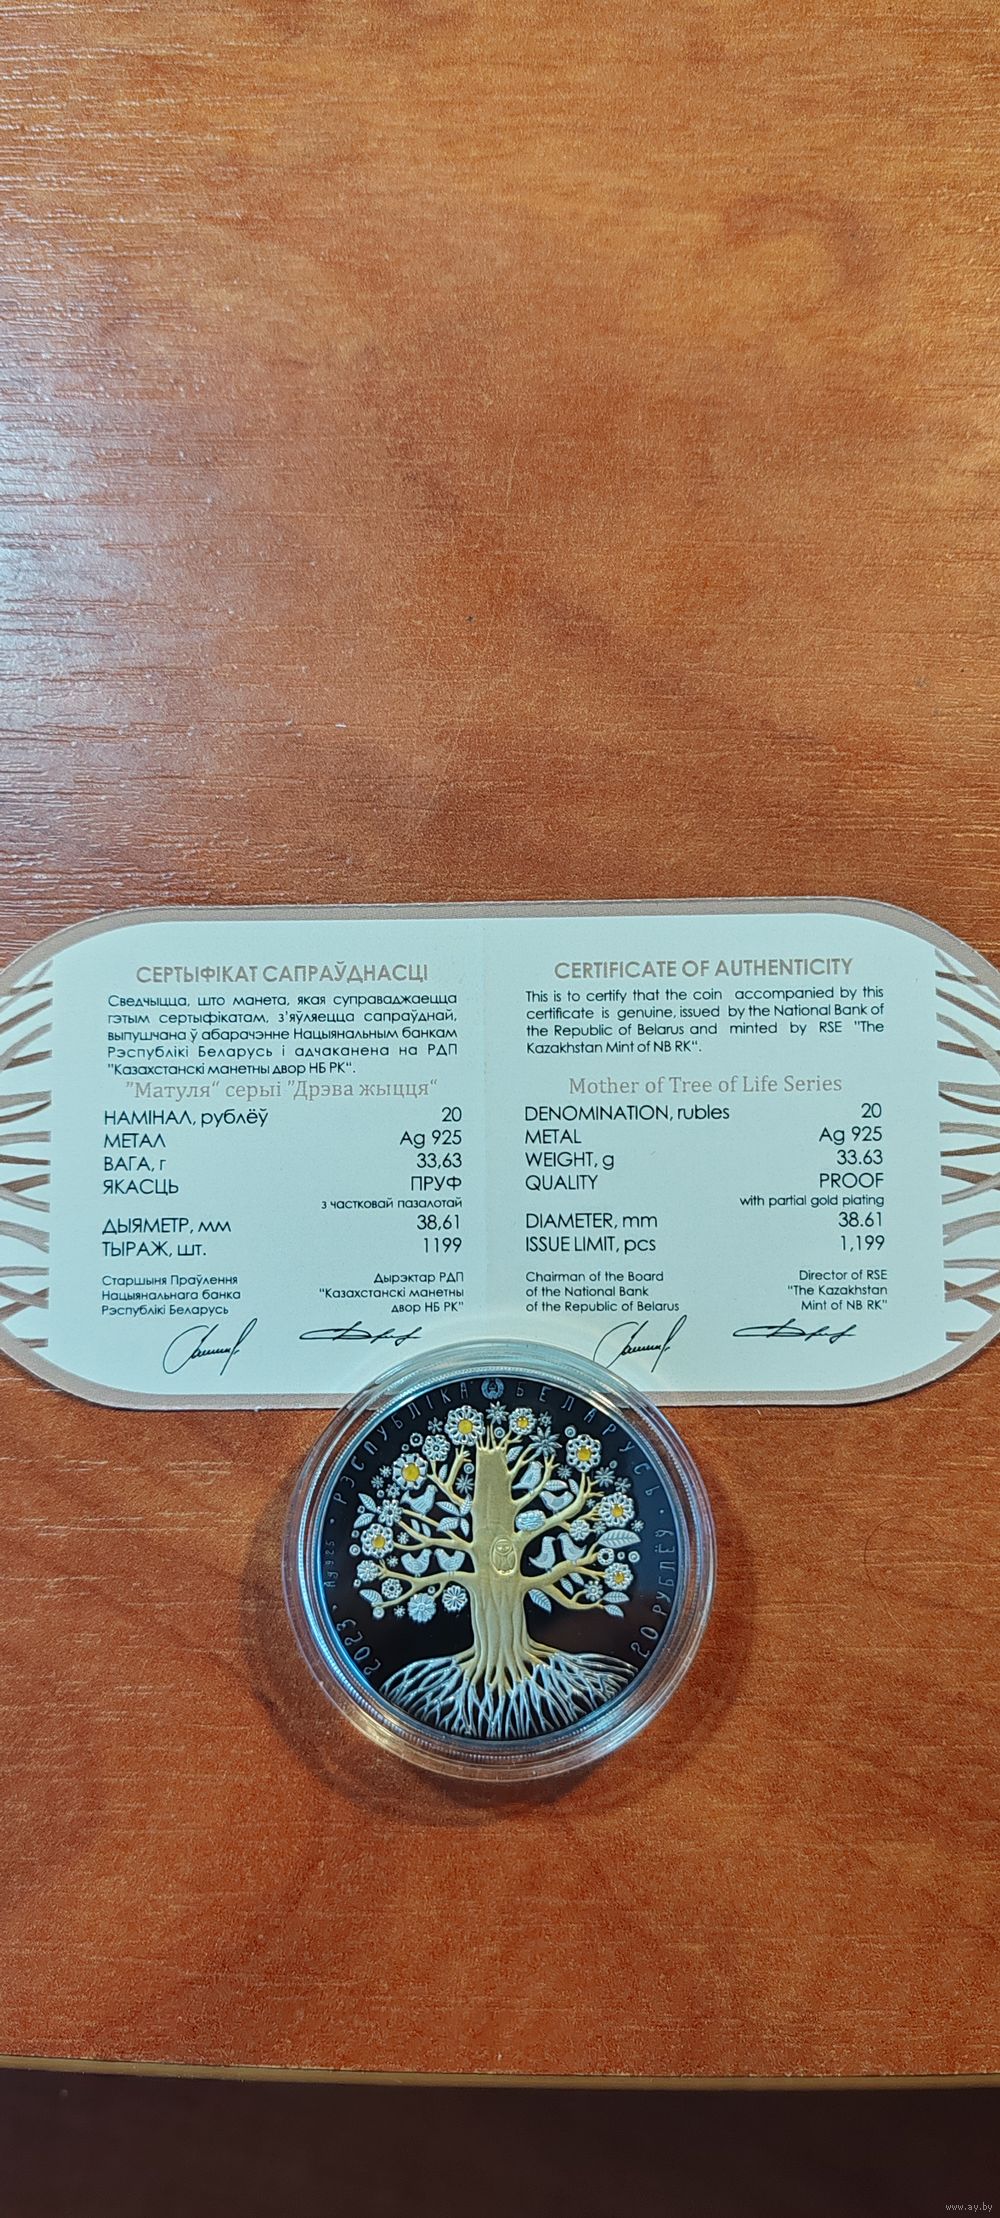 СЕРТЫФІКАТ САПРАЎДНАСЦІ
Сведчыцца, што манета, якая суправаджаецца
гэтым сертыфікатам, з'яўляецца сапраўднай,
выпушчана ў абарачэнне Нацыянальным банкам
Рэспублікі Беларусь і адчаканена на РДП
"Казахстанскі манетны двор НБ РК".
"Матуля“ серыі "Дрэва жыцця“
НАМІНАЛ, рублёў 20
МЕТАЛ Ag 925
ВАГА, г 33,63
ЯКАСЦЬ ПРУФ
з частковай пазалотай
ДЫЯМЕТР, мм 38,61
ТЫРАЖ, шт. 1199
Старшыня Праўлення
Нацыянальнага банка
Рэспублікі Беларусь
Дырэктар РДП
"Казахстанскі манетны
двор НБ РК"
CERTIFICATE OF AUTHENTICITY
This is to certify that the coin accompanied by this
certificate is genuine, issued by the National Bank of
the Republic of Belarus and minted by RSE "The
Kazakhstan Mint of NB RK".
Mother of Tree of Life Series
DENOMINATION, rubles 20
METAL Ag 925
WEIGHT, g 33.63
QUALITY PROOF
with partial gold plating
DIAMETER, mm 38.61
ISSUE LIMIT, pcs 1,199
Chairman of the Board
of the National Bank
of the Republic of Belarus
Director of RSE
"The Kazakhstan
Mint of NB RK"
РЭСПУБЛІКА БЕЛАРУСЬ
2023
Ag 925
20 РУБЛЁЎ
www.ay.by